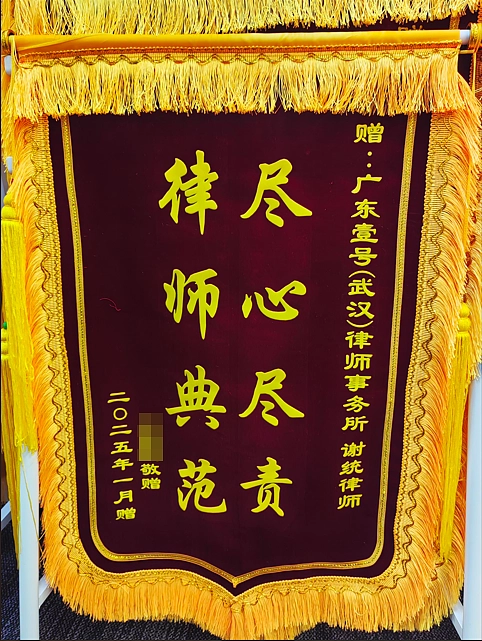 赠：广东壹号(武汉)律师事务所 谢统律师
尽心尽责
律师典范
敬赠
二〇二五年一月赠